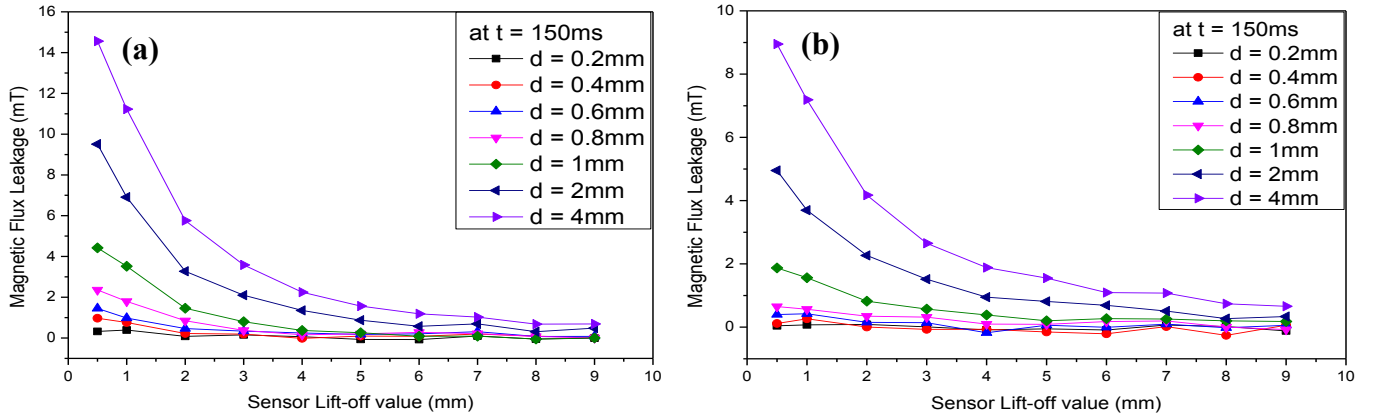 (a)
at t = 150ms
d = 0.2mm
d = 0.4mm
d = 0.6mm
d = 0.8mm
d = 1mm
d = 2mm
d = 4mm
Magnetic Flux Leakage (mT)
16
14
12
10
8
6
4
2
0
0 1 2 3 4 5 6 7 8 9 10
Sensor Lift-off value (mm)
(b)
at t = 150ms
d = 0.2mm
d = 0.4mm
d = 0.6mm
d = 0.8mm
d = 1mm
d = 2mm
d = 4mm
Magnetic Flux Leakage (mT)
10
8
6
4
2
0
0 1 2 3 4 5 6 7 8 9 10
Sensor Lift-off value (mm)